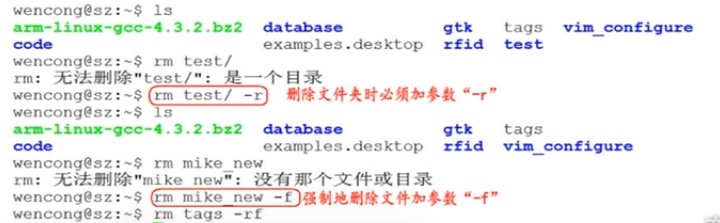 wencong@sz:~$ ls
arm-linux-gcc-4.3.2.bz2 database gtk tags vim_configure
code examples.desktop rfid test
wencong@sz:~$ rm test/
rm: 无法删除"test/": 是一个目录
wencong@sz:~$ rm test/ -r 删除文件夹时必须加参数“-r”
wencong@sz:~$ ls
arm-linux-gcc-4.3.2.bz2 database gtk tags
code examples.desktop rfid vim_configure
wencong@sz:~$ rm mike_new
rm: 无法删除"mike_new": 没有那个文件或目录
wencong@sz:~$ rm mike_new -f 强制地删除文件加参数“-f”
wencong@sz:~$ rm tags -rf